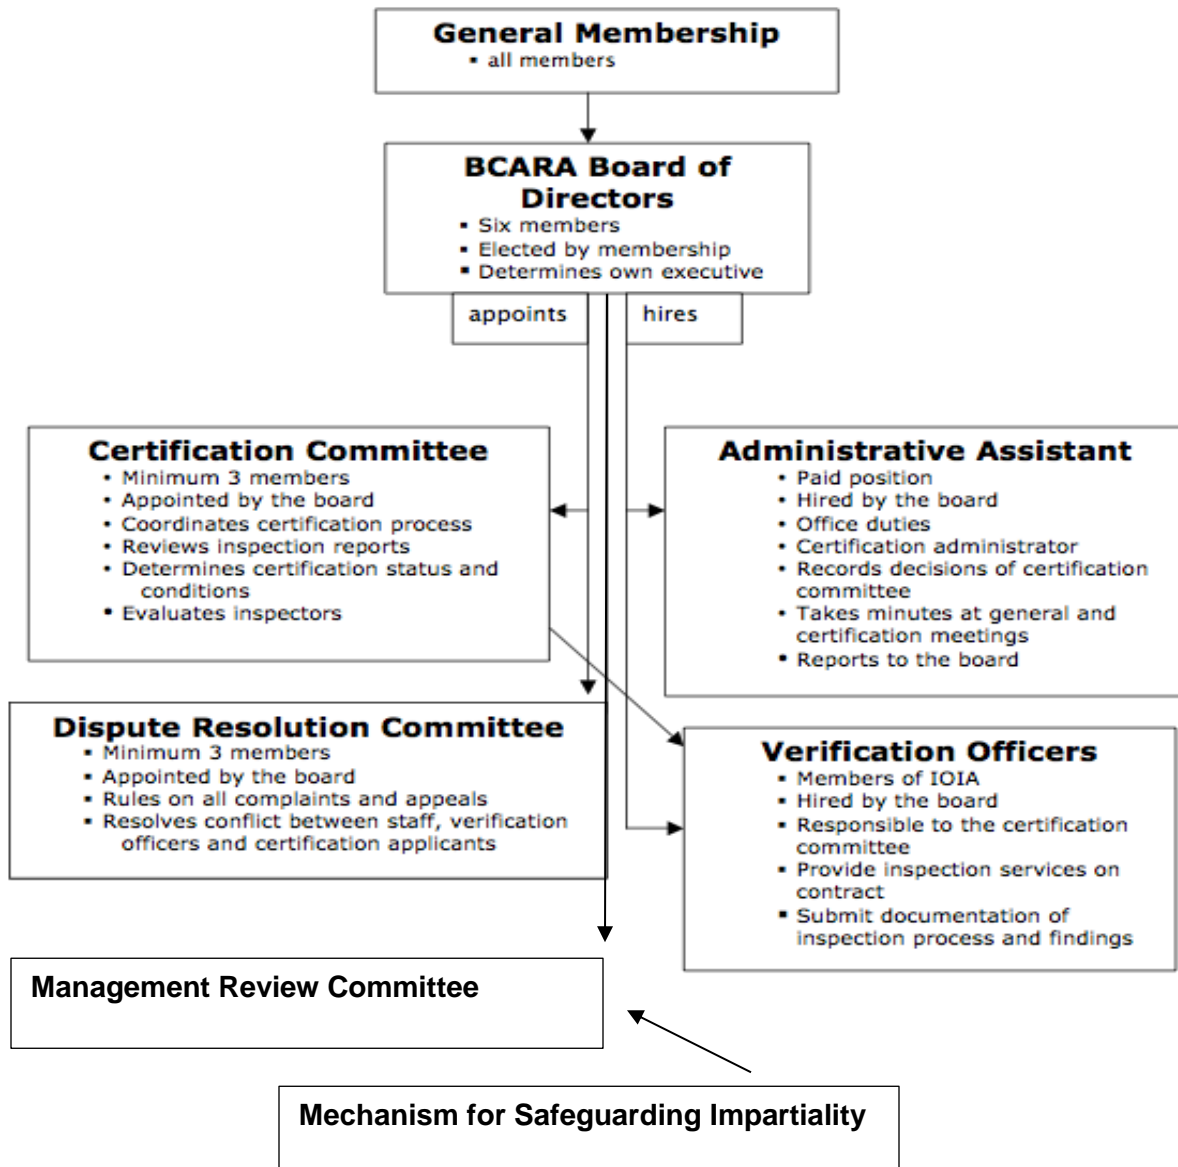 General Membership
▪ all members
BCARA Board of
Directors
▪ Six members
▪ Elected by membership
▪ Determines own executive
appoints
hires
Certification Committee
• Minimum 3 members
• Appointed by the board
• Coordinates certification process
• Reviews inspection reports
• Determines certification status and
conditions
▪ Evaluates inspectors
Administrative Assistant
• Paid position
• Hired by the board
• Office duties
• Certification administrator
• Records decisions of certification
committee
• Takes minutes at general and
certification meetings
▪ Reports to the board
Dispute Resolution Committee
▪ Minimum 3 members
▪ Appointed by the board
▪ Rules on all complaints and appeals
▪ Resolves conflict between staff, verification
officers and certification applicants
Verification Officers
▪ Members of IOIA
▪ Hired by the board
▪ Responsible to the certification
committee
▪ Provide inspection services on
contract
▪ Submit documentation of
inspection process and findings
Management Review Committee
Mechanism for Safeguarding Impartiality